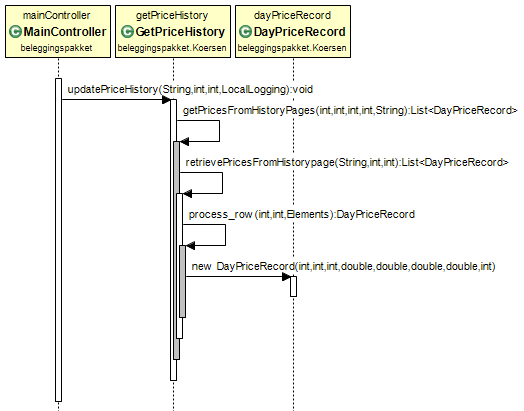 mainController
C MainController
beleggingspakket
getPriceHistory
C GetPriceHistory
beleggingspakket.Koersen
dayPriceRecord
C DayPriceRecord
beleggingspakket.Koersen
updatePriceHistory(String,int,int,LocalLogging):void
getPricesFromHistoryPages(int,int,int,int,String):List<DayPriceRecord>
retrievePricesFromHistorypage(String,int,int):List<DayPriceRecord>
process_row(int,int,Elements):DayPriceRecord
new DayPriceRecord(int,int,int,double,double,double,double,int)